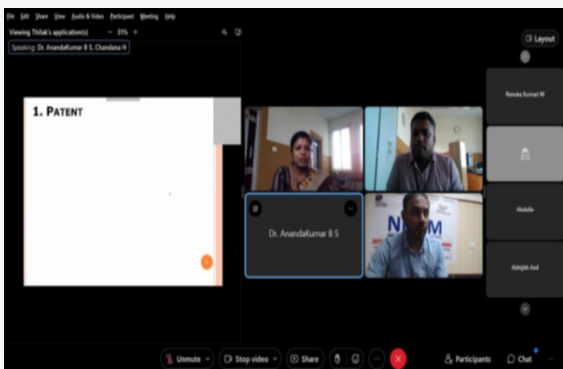 File Edit Share View Audio & Video Participant Meeting Help
Viewing Thilak's application(s) − 31% +
Layout
Speaking: Dr. AnandaKumar B S, Chandana H
1. PATENT
Renuka Kumari M
Dr. AnandaKumar B S
Abdulla
Abhijith Anil
Unmute
Stop video
Share
Participants
Chat